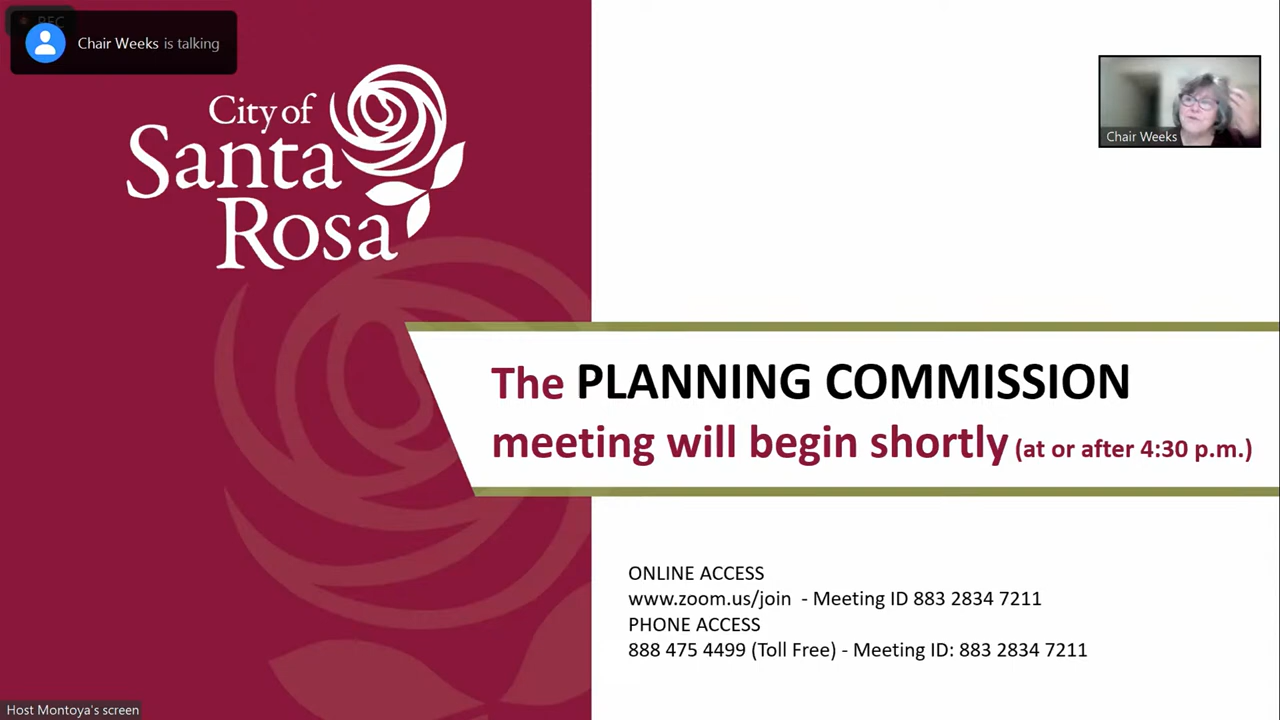 REC
Chair Weeks is talking
City of
Santa
Rosa
Chair Weeks
The PLANNING COMMISSION
meeting will begin shortly (at or after 4:30 p.m.)
ONLINE ACCESS
www.zoom.us/join - Meeting ID 883 2834 7211
PHONE ACCESS
888 475 4499 (Toll Free) - Meeting ID: 883 2834 7211
Host Montoya's screen